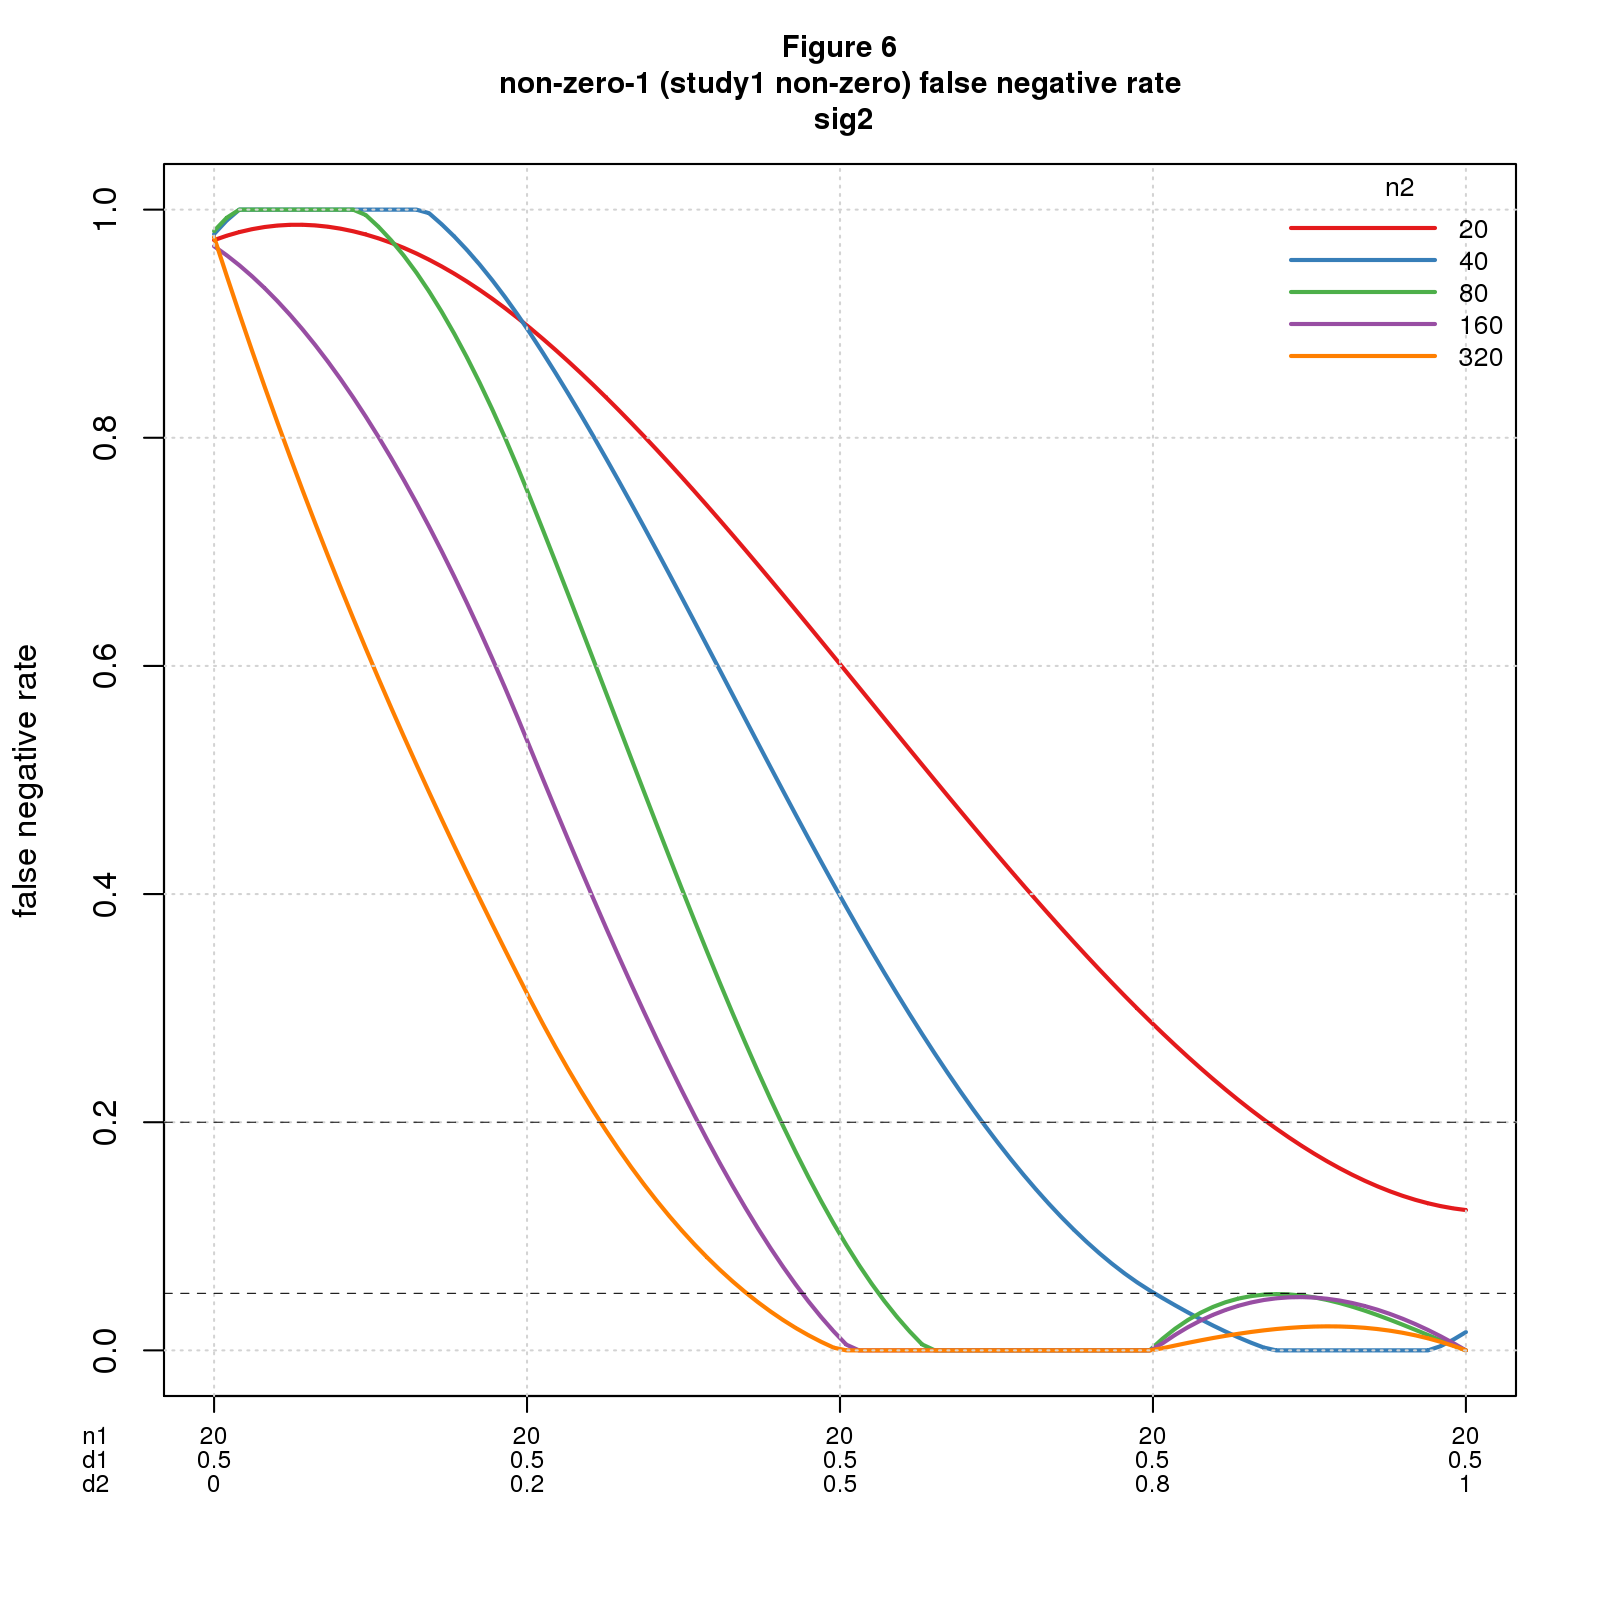 Figure 6
non-zero-1 (study1 non-zero) false negative rate
sig2
n2
20
40
80
160
320
false negative rate
1.0
0.8
0.6
0.4
0.2
0.0
n1 20 20 20 20 20
d1 0.5 0.5 0.5 0.5 0.5
d2 0 0.2 0.5 0.8 1